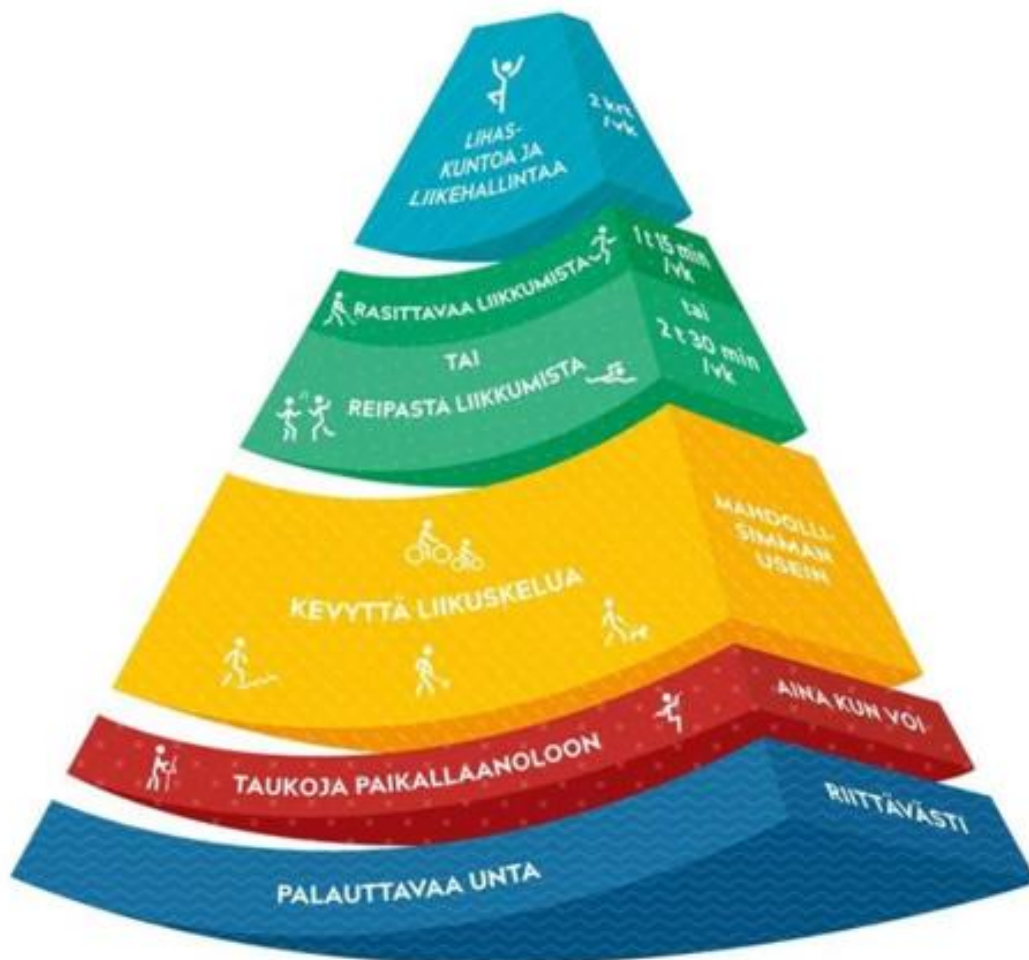 LIHAS-
KUNTOA JA
LIIKEHALLINTAA
2 krt
/vk
RASITTAVAA LIIKKUMISTA
1 t 15 min
/vk
TAI
tai
REIPASTA LIIKKUMISTA
2 t 30 min
/vk
KEVYTTÄ LIIKUSKELUA
MAHDOLLI-
SIMMAN
USEIN
TAUKOJA PAIKALLAANOLOON
AINA KUN VOI
PALAUTTAVAA UNTA
RIITTÄVÄSTI